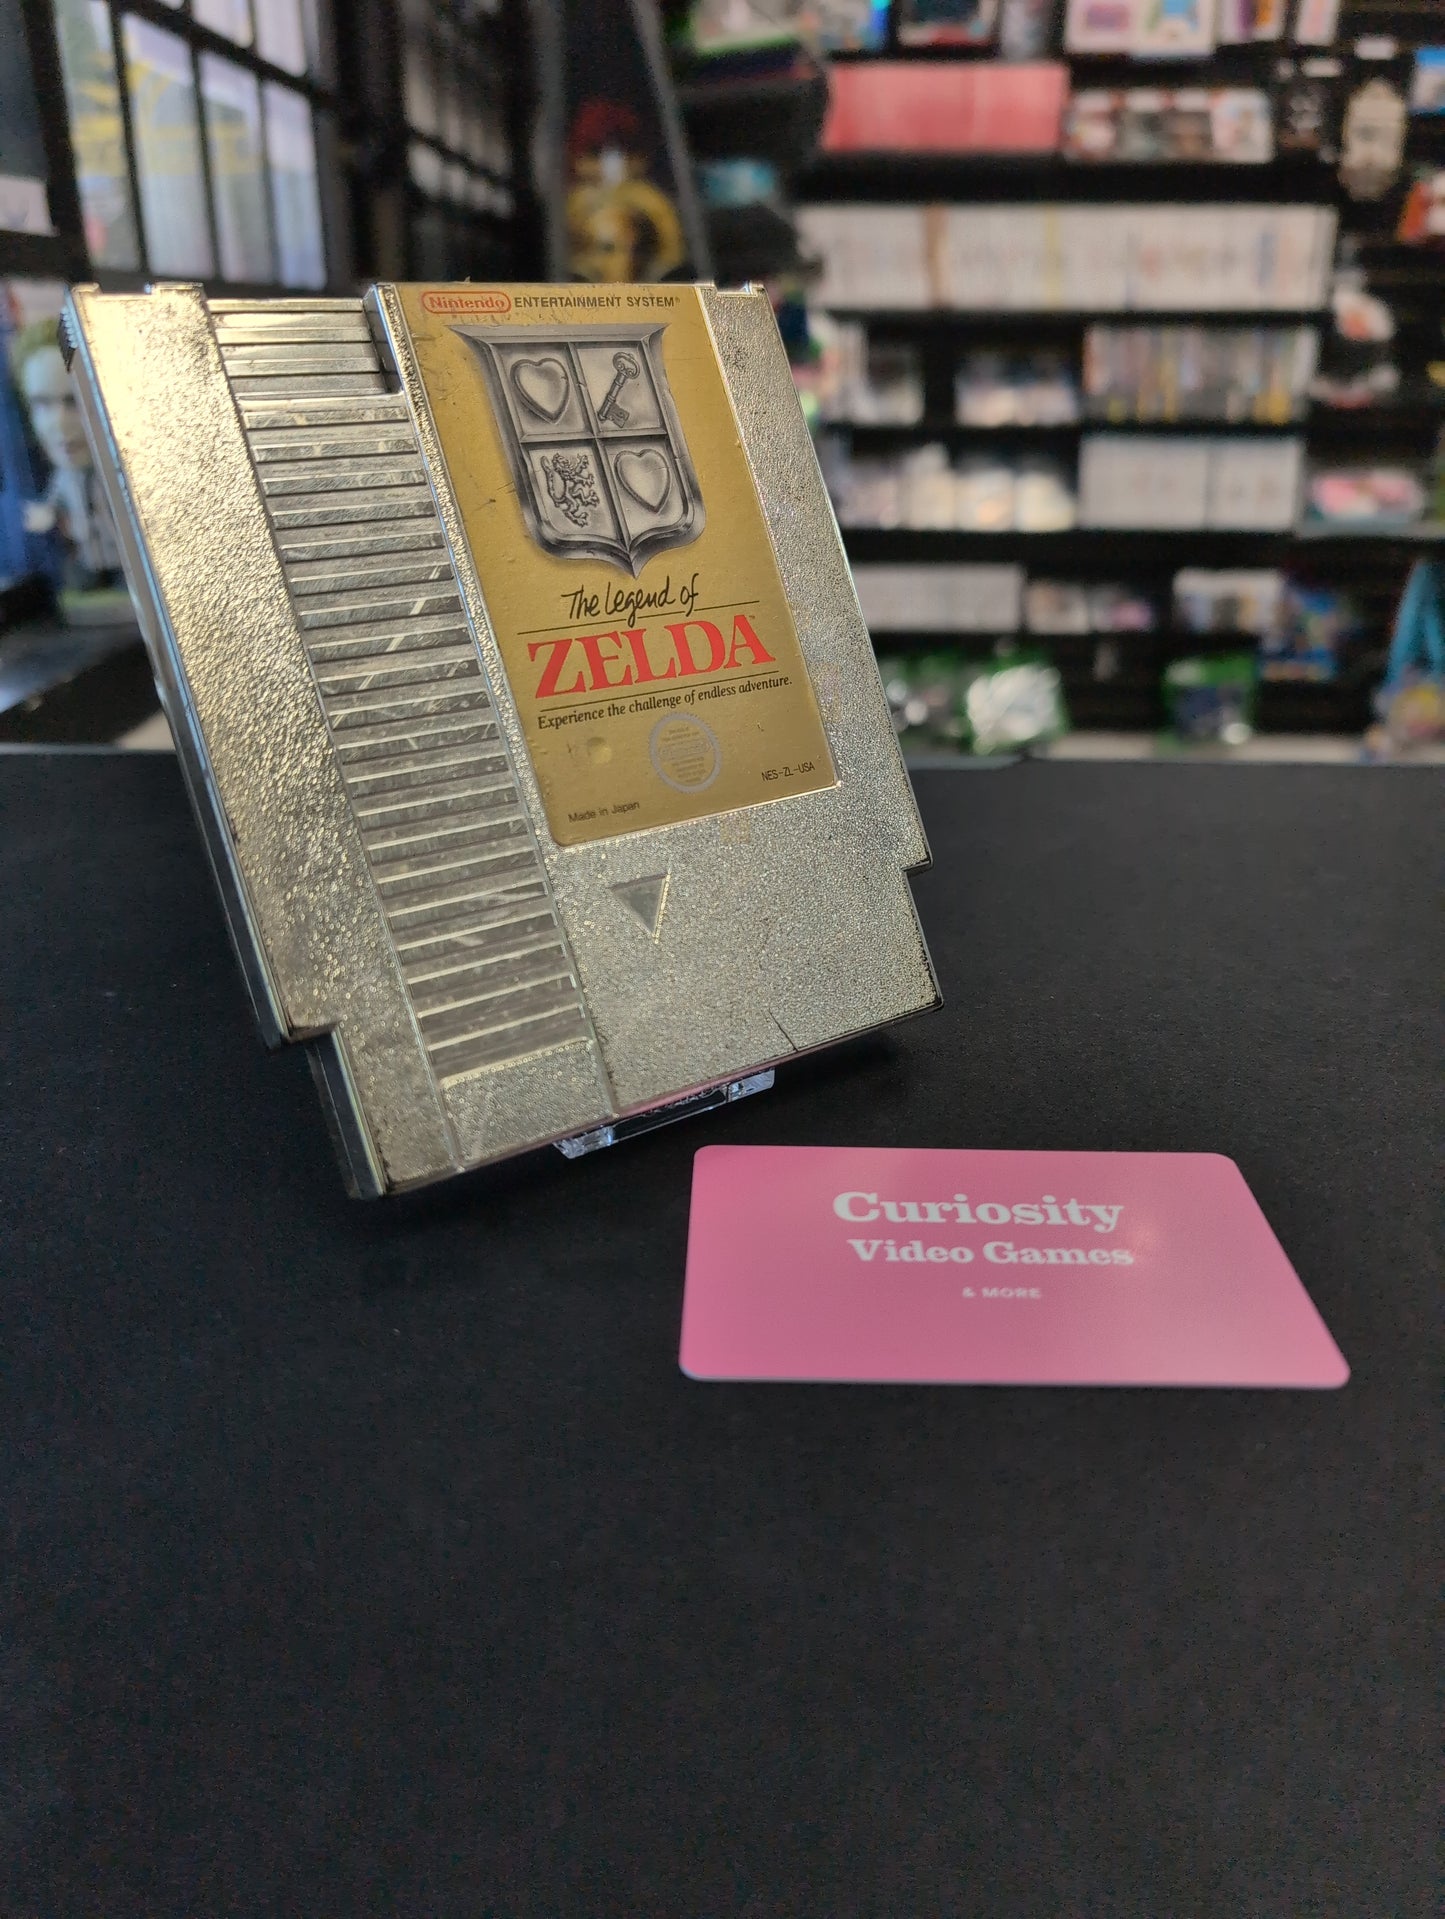 Nintendo ENTERTAINMENT SYSTEM®
The Legend of
ZELDA™
Experience the challenge of endless adventure.
NES-ZL-USA
Made in Japan
Curiosity
Video Games
& MORE